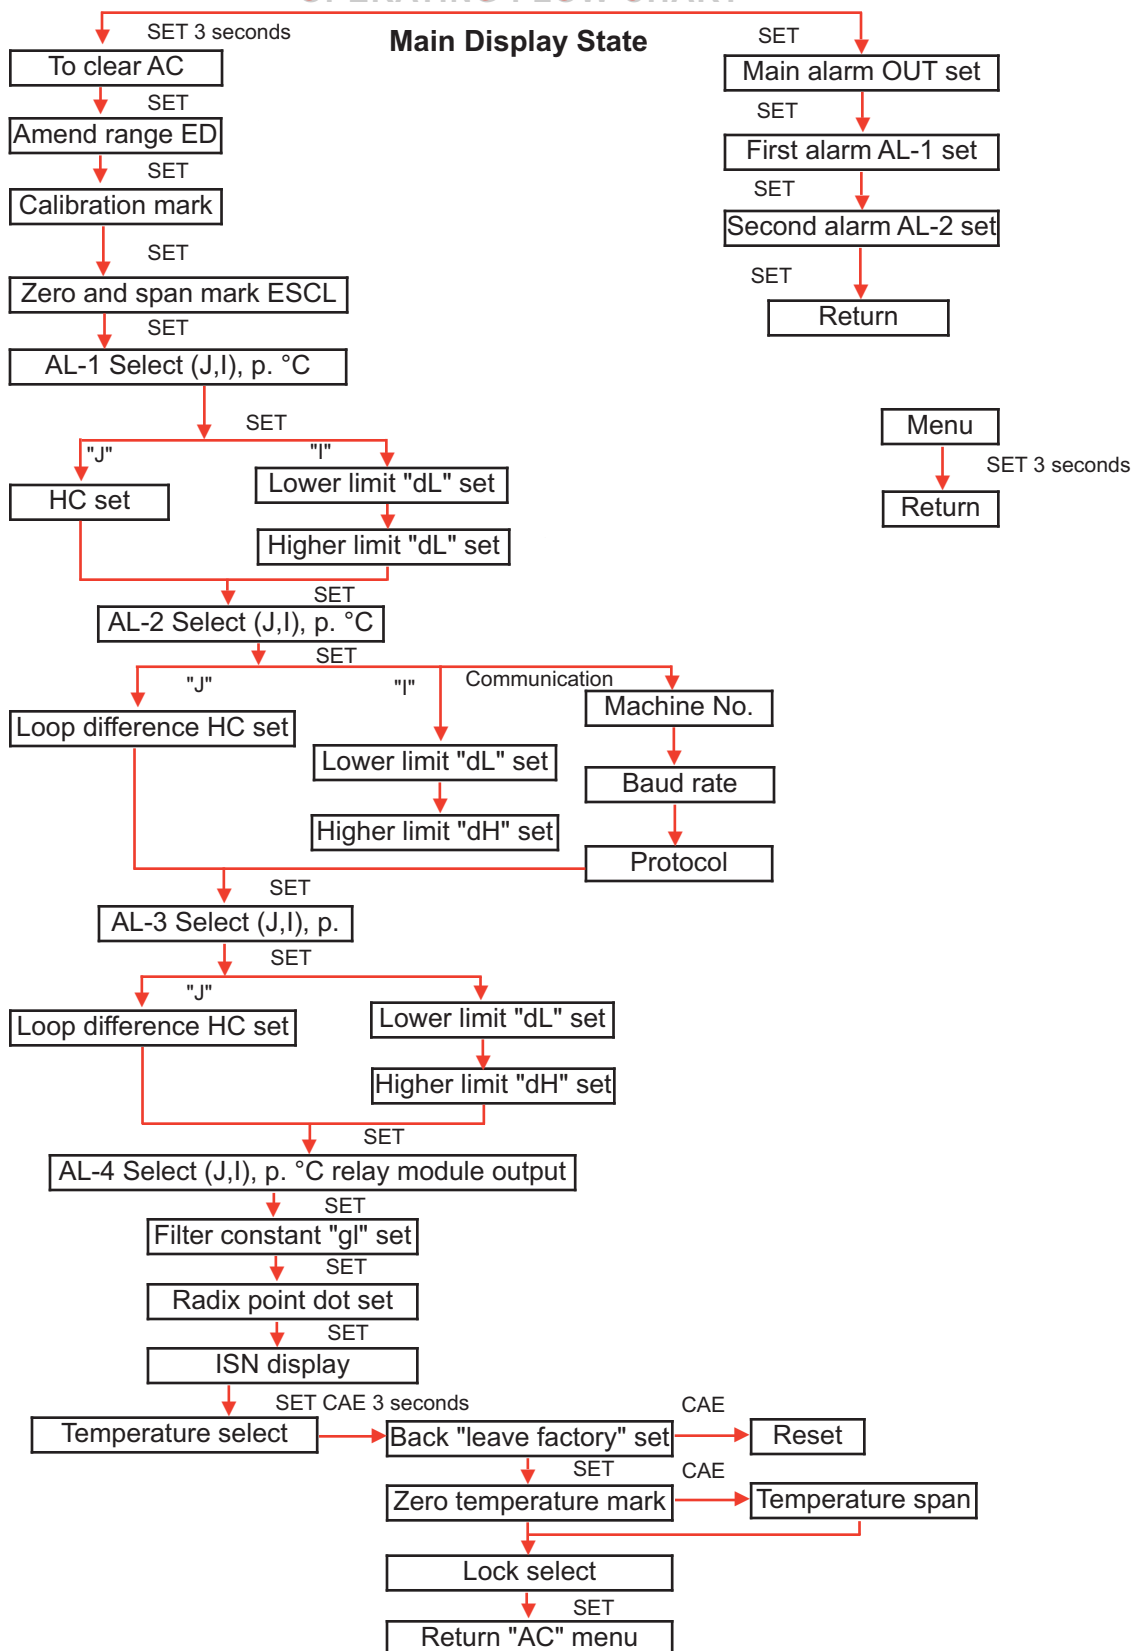 OPERATING FLOW CHART
SET 3 seconds
Main Display State
SET
To clear AC
Main alarm OUT set
SET
SET
Amend range ED
First alarm AL-1 set
SET
SET
Calibration mark
Second alarm AL-2 set
SET
SET
Zero and span mark ESCL
Return
SET
AL-1 Select (J,I), p. °C
SET
Menu
"J"
"I"
SET 3 seconds
HC set
Lower limit "dL" set
Return
Higher limit "dL" set
SET
AL-2 Select (J,I), p. °C
SET
"J"
"I"
Communication
Machine No.
Loop difference HC set
Lower limit "dL" set
Baud rate
Higher limit "dH" set
Protocol
SET
AL-3 Select (J,I), p.
SET
"J"
Loop difference HC set
Lower limit "dL" set
Higher limit "dH" set
SET
AL-4 Select (J,I), p. °C relay module output
SET
Filter constant "gl" set
SET
Radix point dot set
SET
ISN display
SET CAE 3 seconds
CAE
Temperature select
Back "leave factory" set
Reset
SET
CAE
Zero temperature mark
Temperature span
Lock select
SET
Return "AC" menu